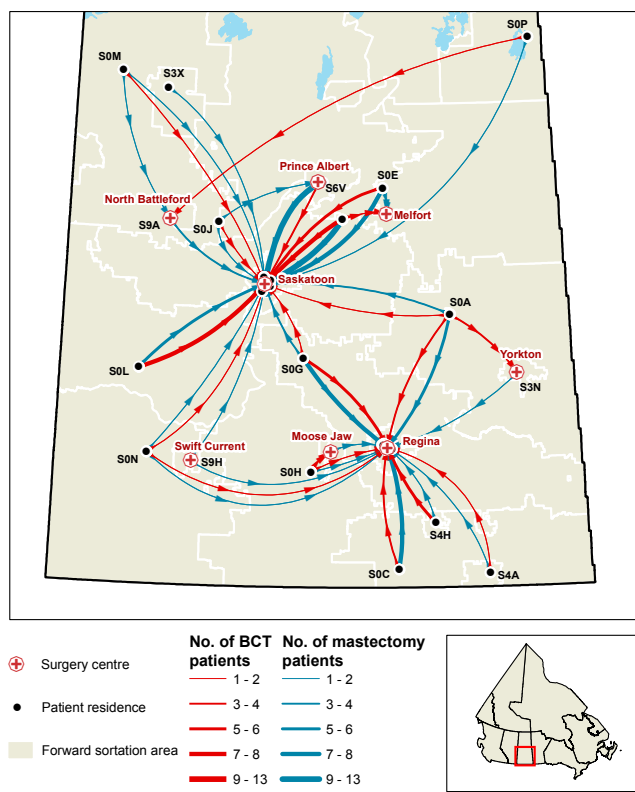 S0P
S0M
S3X
Prince Albert
S0E
S6V
North Battleford
Melfort
S9A
S0J
Saskatoon
S0A
Yorkton
S0L
S0G
S3N
Moose Jaw
Regina
Swift Current
S0N
S9H
S0H
S4H
S0C
S4A
No. of BCT patients
No. of mastectomy patients
Surgery centre
1 - 2
1 - 2
3 - 4
3 - 4
Patient residence
5 - 6
5 - 6
Forward sortation area
7 - 8
7 - 8
9 - 13
9 - 13